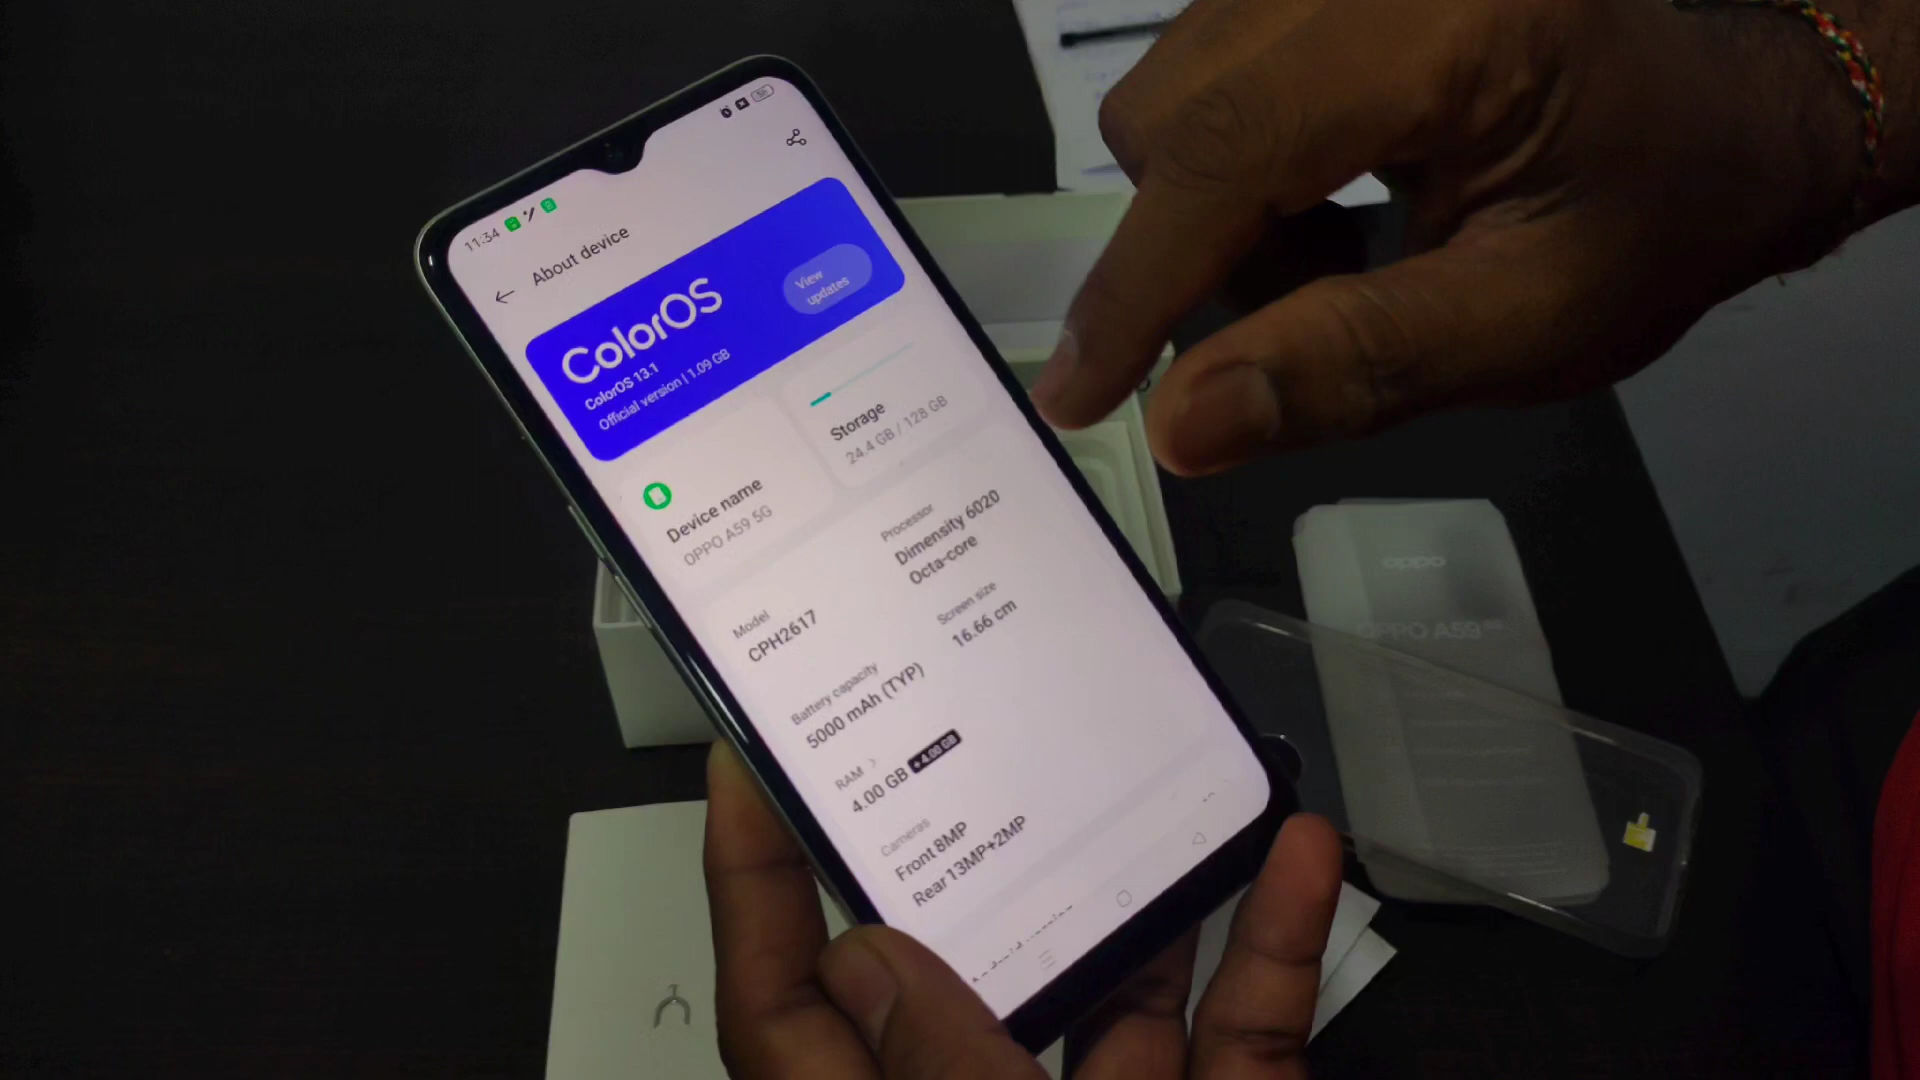 11:34
About device
ColorOS
ColorOS 13.1
Official version | 1.09 GB
View
updates
Device name
OPPO A59 5G
Storage
24.4 GB / 128 GB
Model
CPH2617
Processor
Dimensity 6020
Octa-core
Battery capacity
5000 mAh (TYP)
Screen size
16.66 cm
RAM >
4.00 GB + 4.00 GB
Cameras
Front 8MP
Rear 13MP+2MP
oppo
OPPO A59